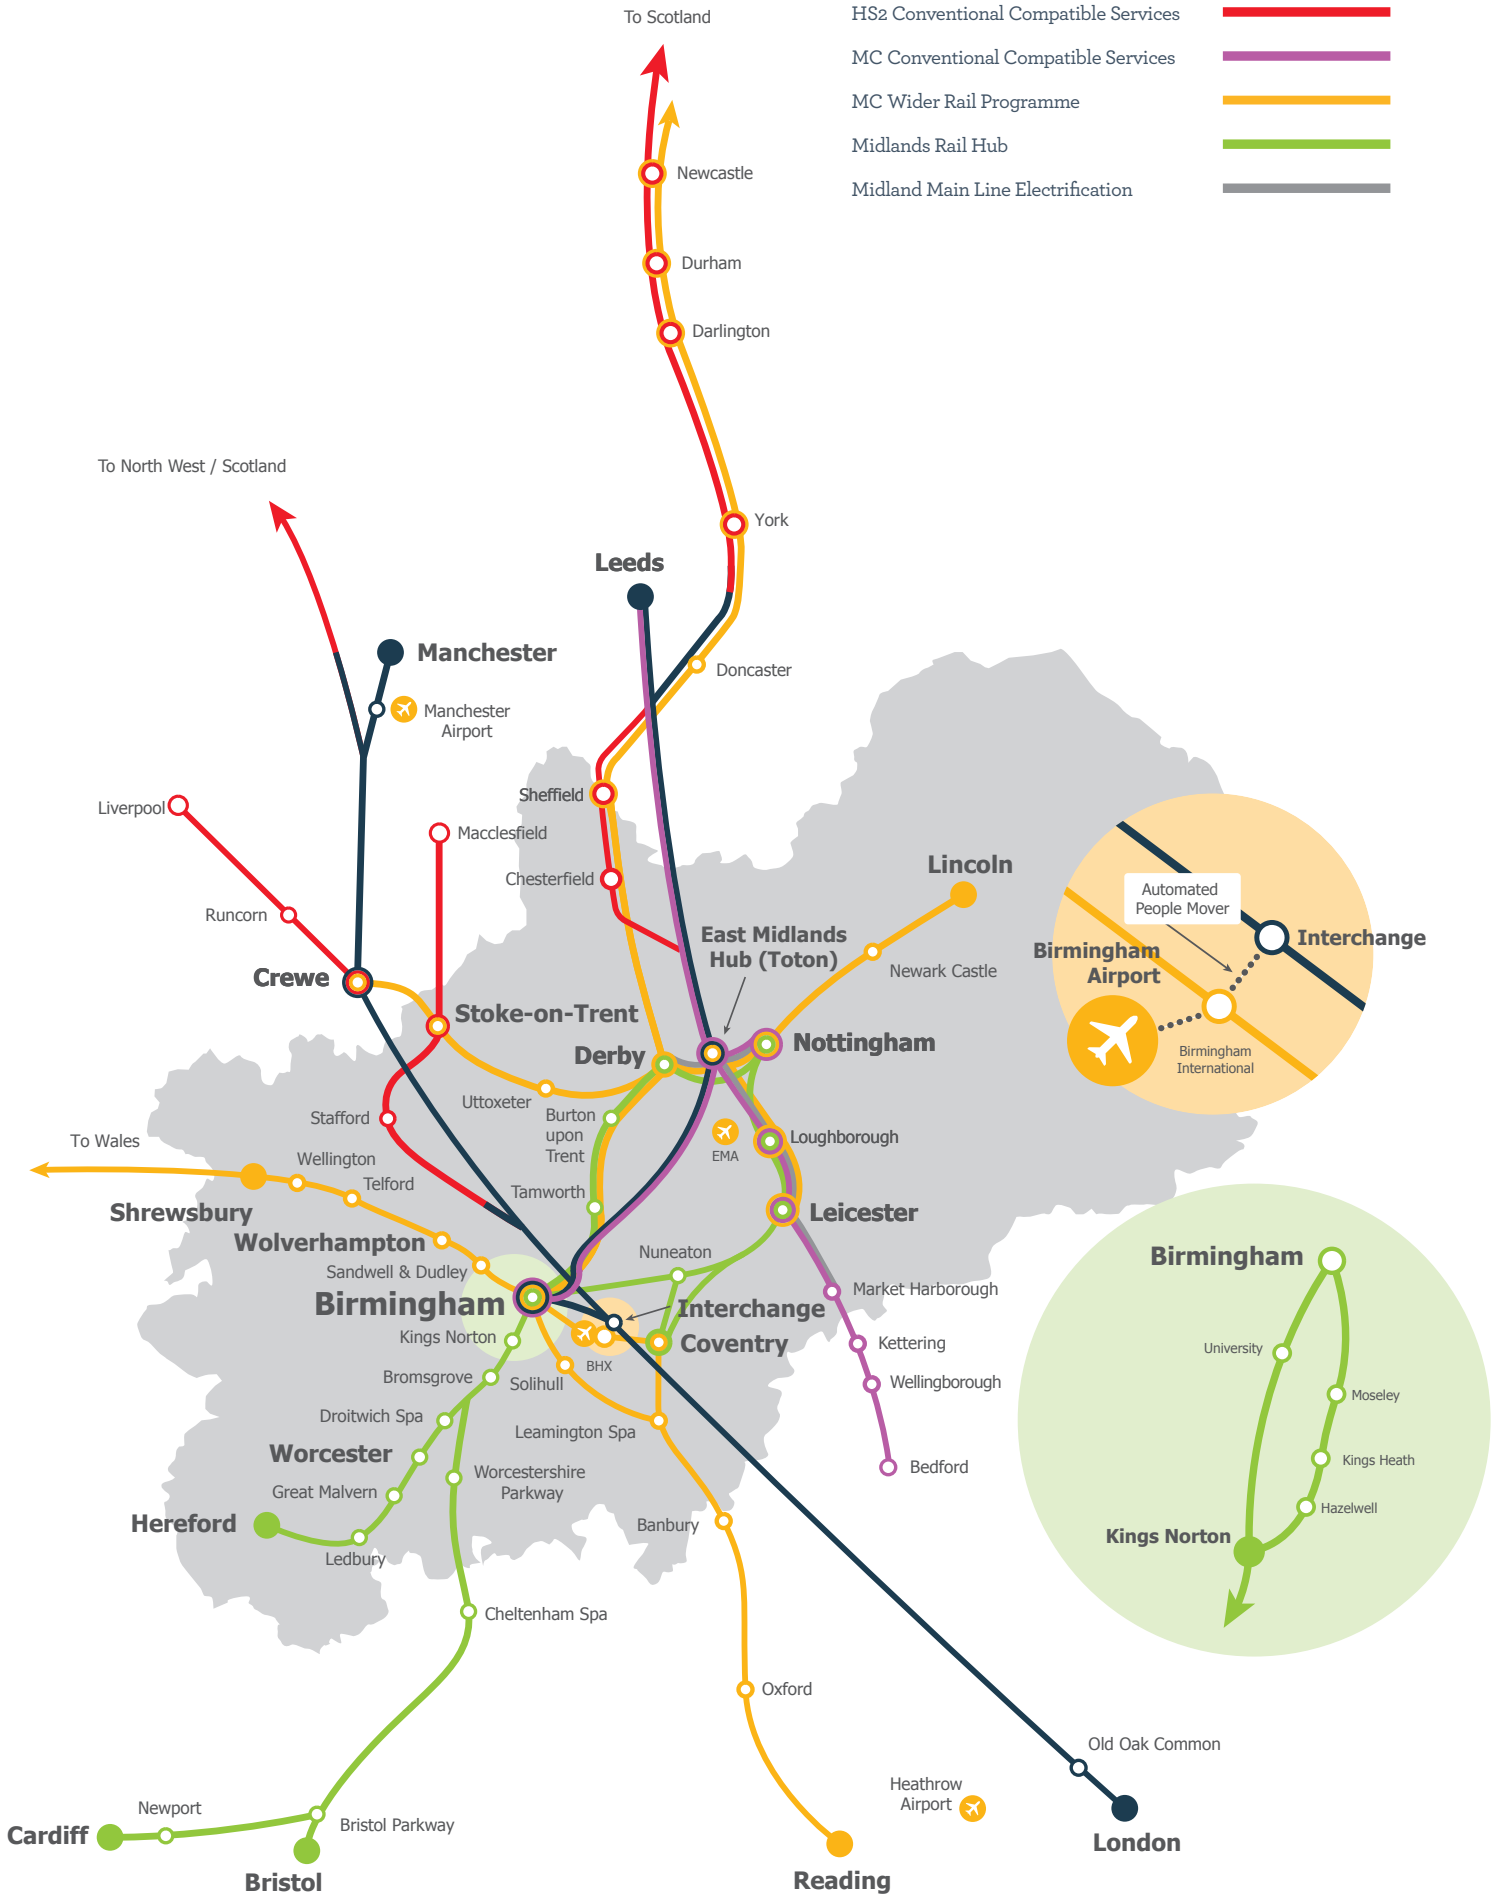 To Scotland
HS2 Conventional Compatible Services
MC Conventional Compatible Services
MC Wider Rail Programme
Midlands Rail Hub
Midland Main Line Electrification
Newcastle
Durham
Darlington
To North West / Scotland
York
Leeds
Manchester
Doncaster
Manchester
Airport
Sheffield
Liverpool
Macclesfield
Chesterfield
Lincoln
Runcorn
East Midlands
Hub (Toton)
Newark Castle
Crewe
Stoke-on-Trent
Derby
Nottingham
Uttoxeter
Burton
upon
Trent
Stafford
Loughborough
EMA
To Wales
Wellington
Telford
Tamworth
Shrewsbury
Leicester
Wolverhampton
Sandwell & Dudley
Nuneaton
Market Harborough
Birmingham
Interchange
Kings Norton
Coventry
Kettering
BHX
Bromsgrove
Solihull
Wellingborough
Droitwich Spa
Leamington Spa
Worcester
Bedford
Great Malvern
Worcestershire
Parkway
Hereford
Banbury
Ledbury
Cheltenham Spa
Oxford
Old Oak Common
Heathrow
Airport
Newport
Bristol Parkway
Cardiff
London
Bristol
Reading
Automated
People Mover
Interchange
Birmingham
Airport
Birmingham
International
Birmingham
University
Moseley
Kings Heath
Hazelwell
Kings Norton